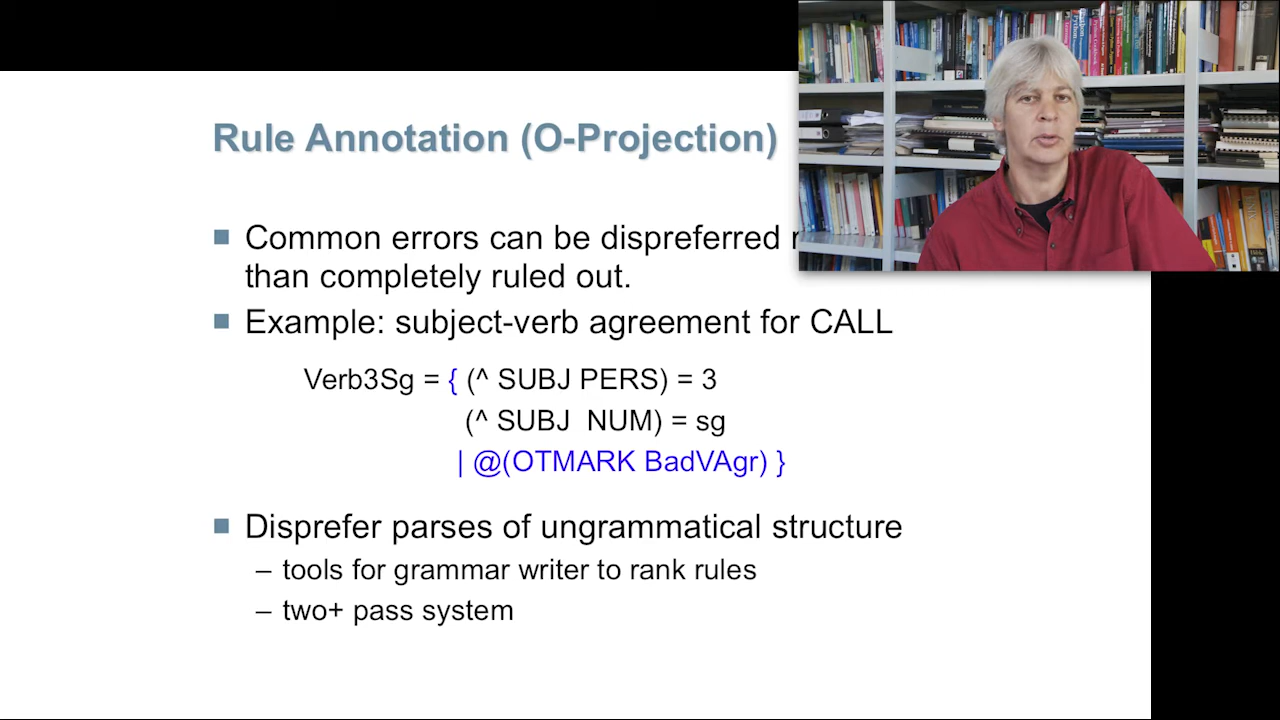 Rule Annotation (O-Projection)
Common errors can be dispreferred
than completely ruled out.
Example: subject-verb agreement for CALL
Verb3Sg = { (^ SUBJ PERS) = 3
(^ SUBJ NUM) = sg
| @(OTMARK BadVAgr) }
Disprefer parses of ungrammatical structure
– tools for grammar writer to rank rules
– two+ pass system